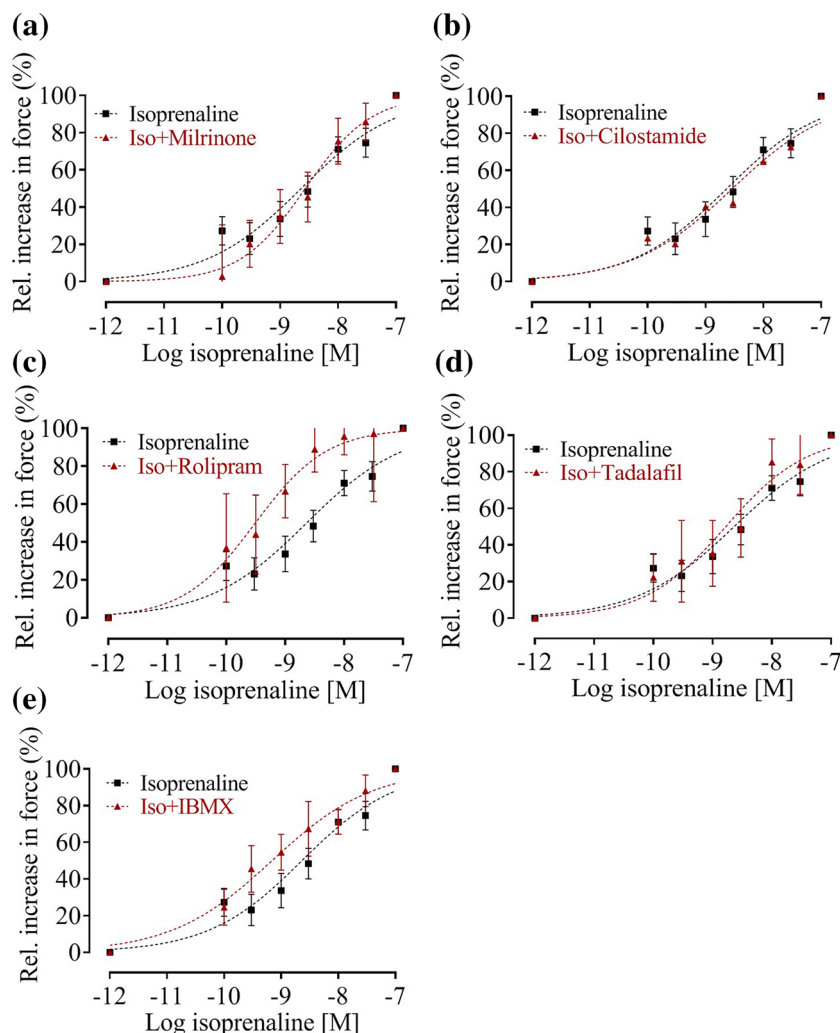 (a)
Rel. increase in force (%)
100
80
60
40
20
0
Isoprenaline
Iso+Milrinone
-12 -11 -10 -9 -8 -7
Log isoprenaline [M]
(b)
Rel. increase in force (%)
100
80
60
40
20
0
Isoprenaline
Iso+Cilostamide
-12 -11 -10 -9 -8 -7
Log isoprenaline [M]
(c)
Rel. increase in force (%)
100
80
60
40
20
0
Isoprenaline
Iso+Rolipram
-12 -11 -10 -9 -8 -7
Log isoprenaline [M]
(d)
Rel. increase in force (%)
100
80
60
40
20
0
Isoprenaline
Iso+Tadalafil
-12 -11 -10 -9 -8 -7
Log isoprenaline [M]
(e)
Rel. increase in force (%)
100
80
60
40
20
0
Isoprenaline
Iso+IBMX
-12 -11 -10 -9 -8 -7
Log isoprenaline [M]